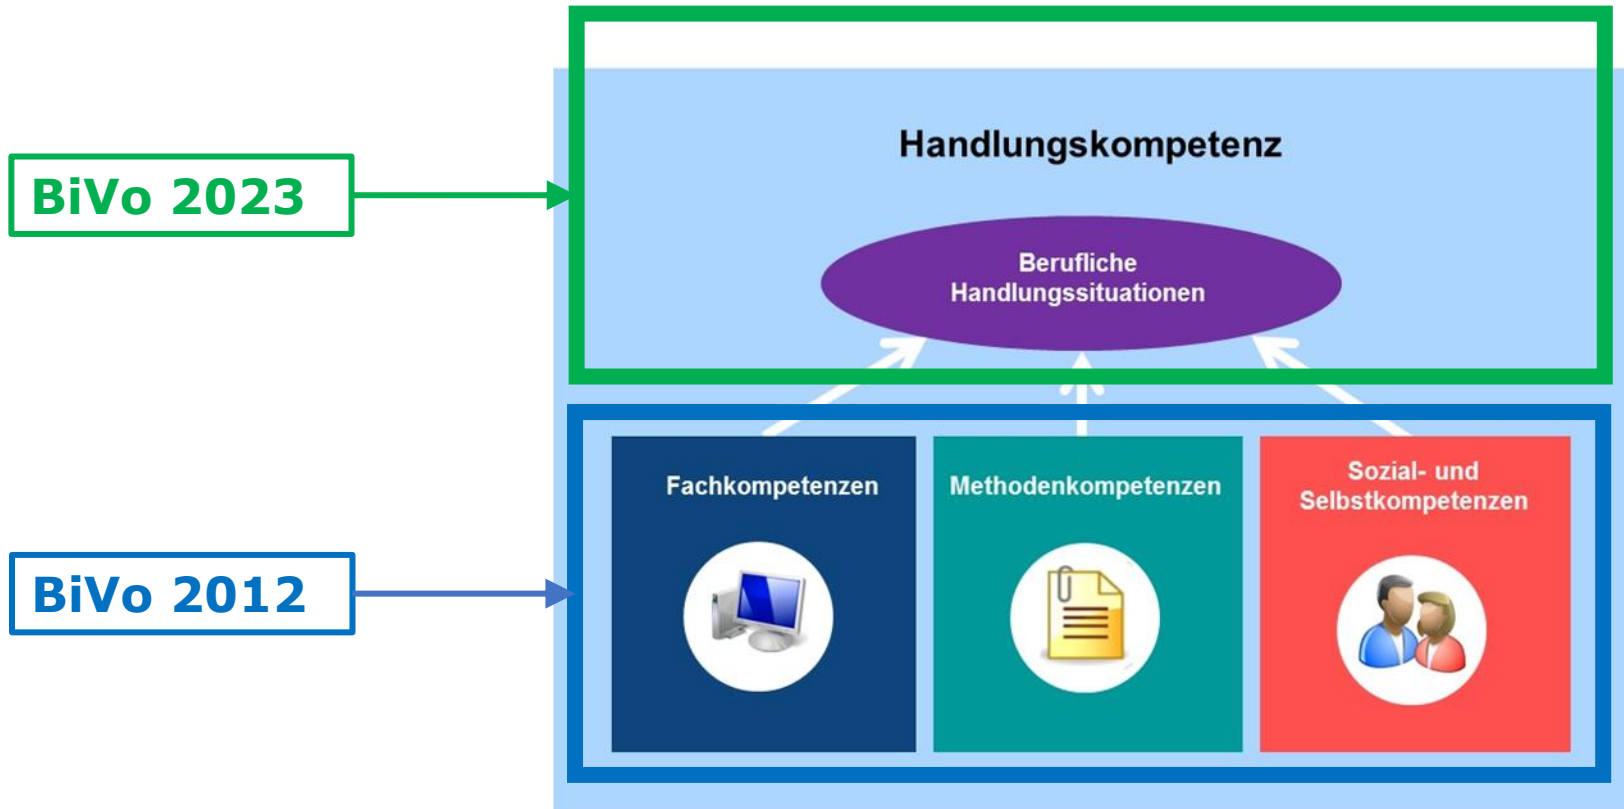 Handlungskompetenz
BiVo 2023
Berufliche
Handlungssituationen
Fachkompetenzen
Methodenkompetenzen
Sozial- und
Selbstkompetenzen
BiVo 2012